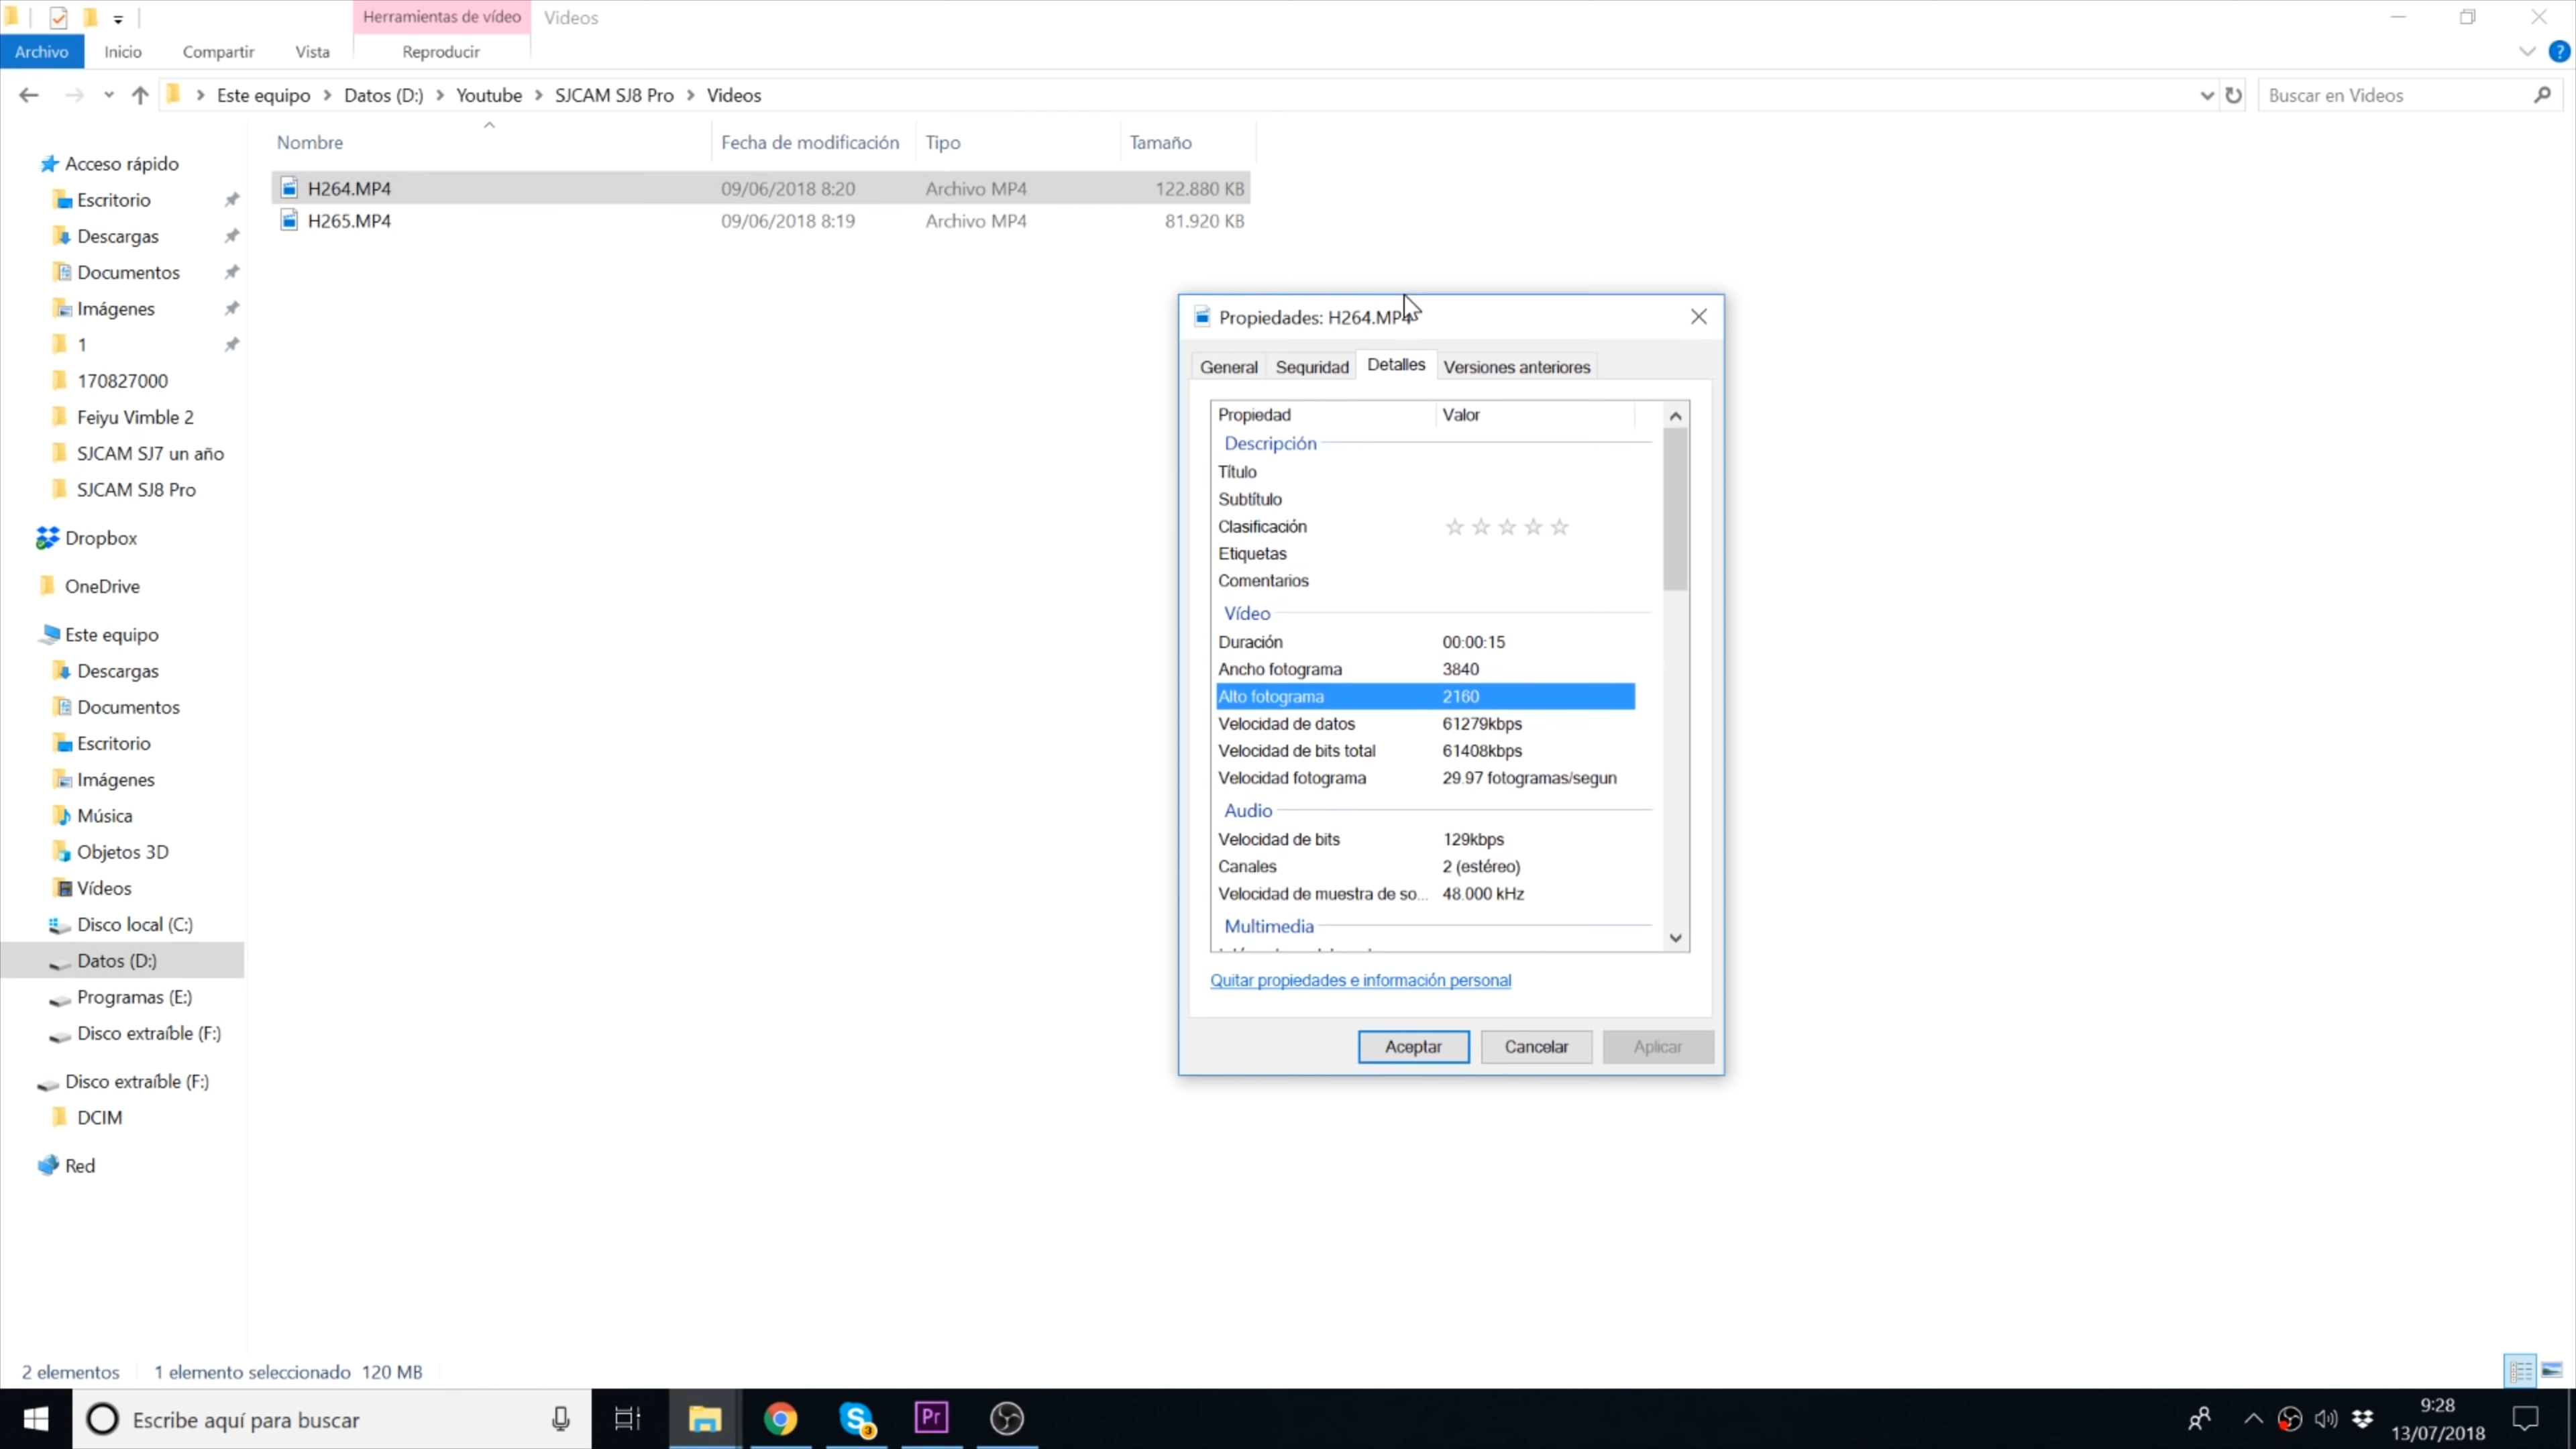 Herramientas de vídeo
Videos
Archivo
Inicio
Compartir
Vista
Reproducir
?
Este equipo
Datos (D:)
Youtube
SJCAM SJ8 Pro
Videos
Buscar en Videos
Nombre
Fecha de modificación
Tipo
Tamaño
H264.MP4
09/06/2018 8:20
Archivo MP4
122.880 KB
H265.MP4
09/06/2018 8:19
Archivo MP4
81.920 KB
Acceso rápido
Escritorio
Descargas
Documentos
Imágenes
1
170827000
Feiyu Vimble 2
SJCAM SJ7 un año
SJCAM SJ8 Pro
Dropbox
OneDrive
Este equipo
Descargas
Documentos
Escritorio
Imágenes
Música
Objetos 3D
Vídeos
Disco local (C:)
Datos (D:)
Programas (E:)
Disco extraíble (F:)
Disco extraíble (F:)
DCIM
Red
Propiedades: H264.MP4
General
Seguridad
Detalles
Versiones anteriores
Propiedad
Valor
Descripción
Título
Subtítulo
Clasificación
Etiquetas
Comentarios
Vídeo
Duración 00:00:15
Ancho fotograma 3840
Alto fotograma 2160
Velocidad de datos 61279kbps
Velocidad de bits total 61408kbps
Velocidad fotograma 29.97 fotogramas/segun
Audio
Velocidad de bits 129kbps
Canales 2 (estéreo)
Velocidad de muestra de so... 48.000 kHz
Multimedia
Quitar propiedades e información personal
Aceptar
Cancelar
Aplicar
2 elementos
1 elemento seleccionado 120 MB
Escribe aquí para buscar
S
3
Pr
9:28
13/07/2018